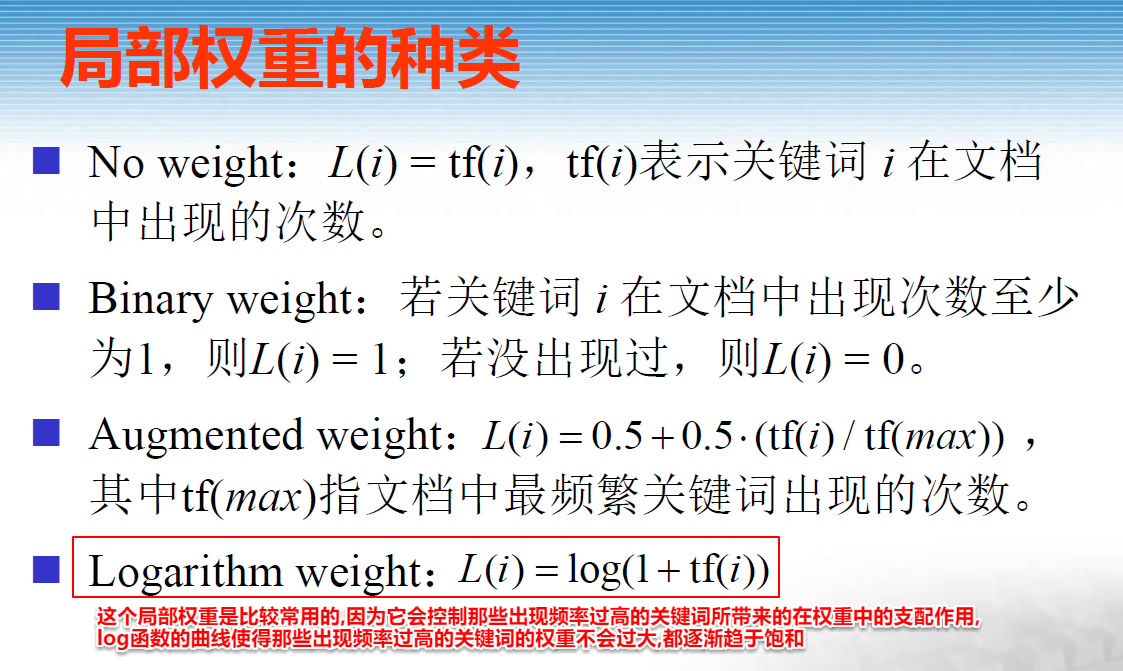 局部权重的种类
No weight：L(i) = tf(i)，tf(i)表示关键词 i 在文档
中出现的次数。
Binary weight：若关键词 i 在文档中出现次数至少
为1，则L(i) = 1；若没出现过，则L(i) = 0。
Augmented weight：L(i) = 0.5 + 0.5·(tf(i) / tf(max))，
其中tf(max)指文档中最频繁关键词出现的次数。
Logarithm weight：L(i) = log(1 + tf(i))
这个局部权重是比较常用的,因为它会控制那些出现频率过高的关键词所带来的在权重中的支配作用,
log函数的曲线使得那些出现频率过高的关键词的权重不会过大,都逐渐趋于饱和